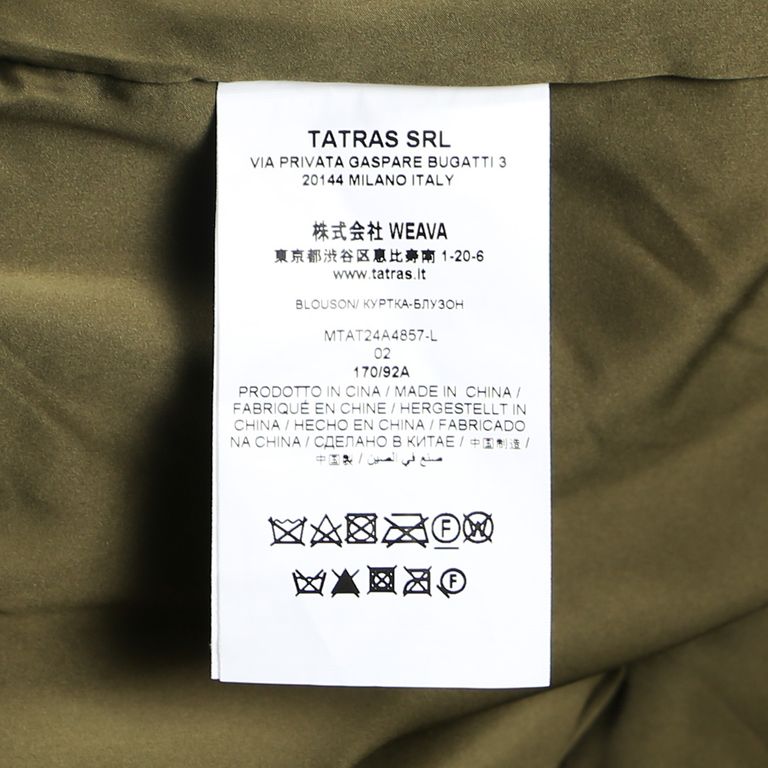 TATRAS SRL
VIA PRIVATA GASPARE BUGATTI 3
20144 MILANO ITALY
株式会社 WEAVA
東京都渋谷区恵比寿南 1-20-6
www.tatras.it
BLOUSON/ КУРТКА-БЛУЗОН
MTAT24A4857-L
02
170/92A
PRODOTTO IN CINA / MADE IN CHINA /
FABRIQUÉ EN CHINE / HERGESTELLT IN
CHINA / HECHO EN CHINA / FABRICADO
NA CHINA / СДЕЛАНО В КИТАЕ / 中国制造 /
中国製 / صنع في الصين
F W
F